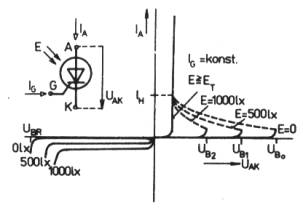 I_A
I_A
E
A
I_G = konst.
G
E ≧ E_T
I_G
U_AK
I_H
E=1000lx
K
E=500lx
U_BR
E=0
0lx
500lx
1000lx
U_B2
U_B1
U_B0
U_AK